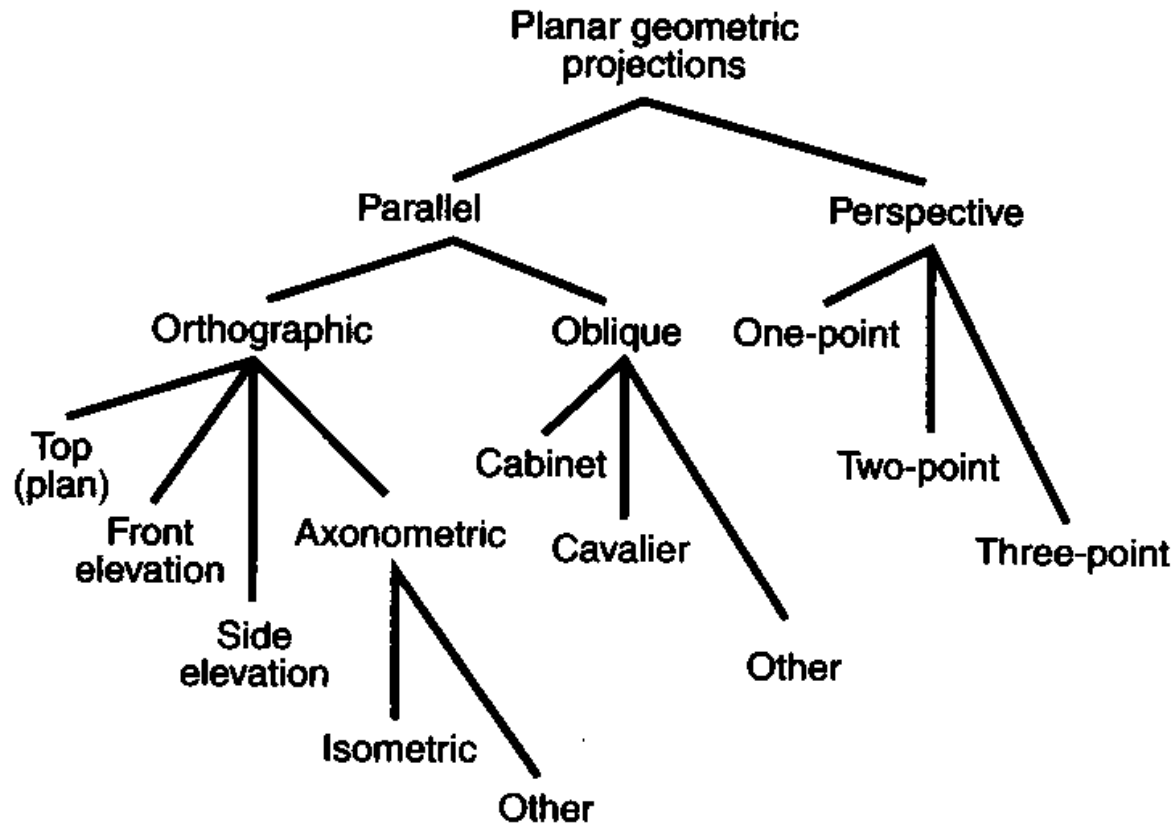 Planar geometric
projections
Parallel
Perspective
Orthographic
Oblique
One-point
Top
(plan)
Cabinet
Two-point
Front
elevation
Axonometric
Cavalier
Three-point
Side
elevation
Other
Isometric
Other